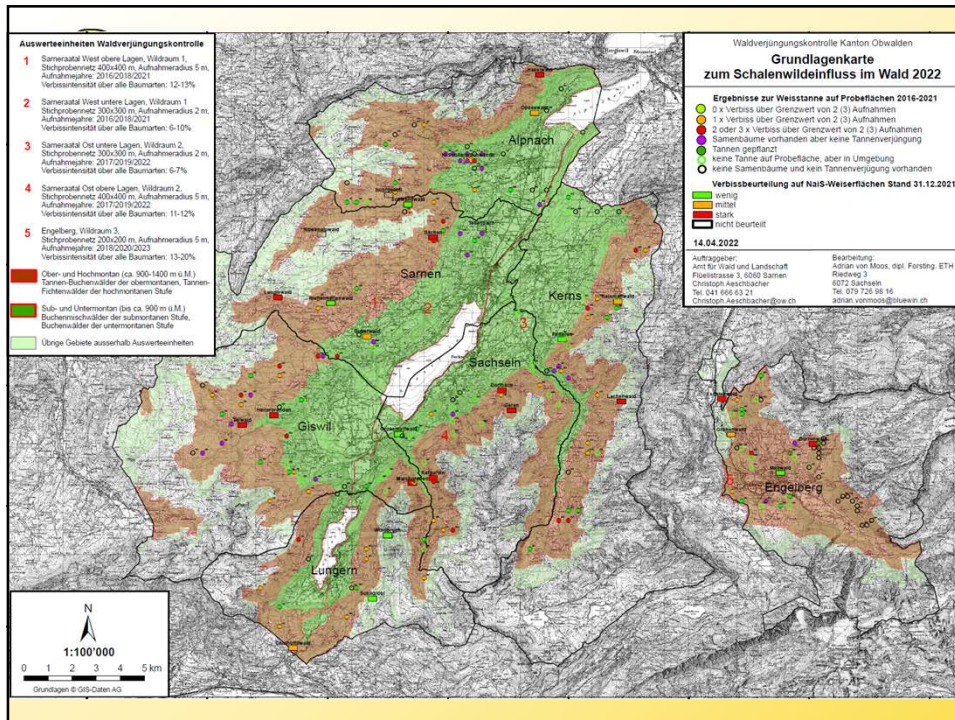 Auswerteeinheiten Waldverjüngungskontrolle
1
Sarneraatal West obere Lagen, Wildraum 1,
Stichprobennetz 400x400 m, Aufnahmeradius 5 m,
Aufnahmejahre: 2016/2018/2021
Verbissintensität über alle Baumarten: 12-13%
2
Sarneraatal West untere Lagen, Wildraum 1
Stichprobennetz 300x300 m, Aufnahmeradius 2 m,
Aufnahmejahre: 2016/2018/2021
Verbissintensität über alle Baumarten: 6-10%
3
Sarneraatal Ost untere Lagen, Wildraum 2,
Stichprobennetz 300x300 m, Aufnahmeradius 2 m,
Aufnahmejahre: 2017/2019/2022
Verbissintensität über alle Baumarten: 6-7%
4
Sarneraatal Ost obere Lagen, Wildraum 2,
Stichprobennetz 400x400 m, Aufnahmeradius 5 m,
Aufnahmejahre: 2017/2019/2022
Verbissintensität über alle Baumarten: 11-12%
5
Engelberg, Wildraum 3,
Stichprobennetz 200x200 m, Aufnahmeradius 5 m,
Aufnahmejahre: 2018/2020/2023
Verbissintensität über alle Baumarten: 13-20%
Ober- und Hochmontan (ca. 900-1400 m ü.M.)
Tannen-Buchenwälder der obermontanen, Tannen-
Fichtenwälder der hochmontanen Stufe
Sub- und Untermontan (bis ca. 900 m ü.M.)
Buchenmischwälder der submontanen Stufe,
Buchenwälder der untermontanen Stufe
Übrige Gebiete ausserhalb Auswerteeinheiten
Waldverjüngungskontrolle Kanton Obwalden
Grundlagenkarte
zum Schalenwildeinfluss im Wald 2022
Ergebnisse zur Weisstanne auf Probeflächen 2016-2021
0 x Verbiss über Grenzwert von 2 (3) Aufnahmen
1 x Verbiss über Grenzwert von 2 (3) Aufnahmen
2 oder 3 x Verbiss über Grenzwert von 2 (3) Aufnahmen
Samenbäume vorhanden aber keine Tannenverjüngung
Tannen gepflanzt
keine Tanne auf Probefläche, aber in Umgebung
keine Samenbäume und kein Tannenverjüngung vorhanden
Verbissbeurteilung auf NaiS-Weiserflächen Stand 31.12.2021
wenig
mittel
stark
nicht beurteilt
14.04.2022
Auftraggeber:
Amt für Wald und Landschaft
Flüelistrasse 3, 6060 Sarnen
Christoph Aeschbacher
Tel. 041 666 63 21
Christoph.Aeschbacher@ow.ch
Bearbeitung:
Adrian von Moos, dipl. Forsting. ETH
Riedweg 3
6072 Sachseln
Tel. 079 726 98 16
adrian.vonmoos@bluewin.ch
Alpnach
Sarnen
Kerns
1
2
3
Sachseln
Giswil
4
Lungern
5
Engelberg
N
1:100'000
0 1 2 3 4 5 km
Grundlagen © GIS-Daten AG